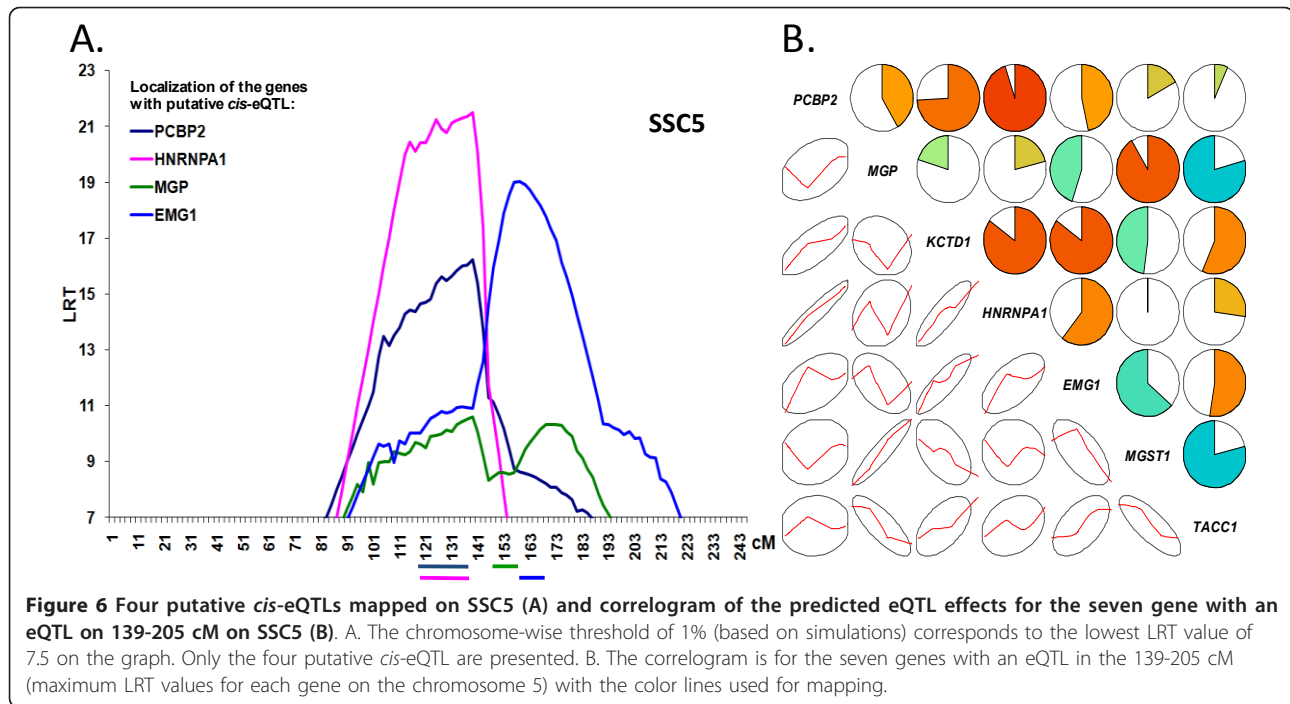 A.
23
21
19
17
15
13
11
9
7
LRT
Localization of the genes
with putative cis-eQTL:
PCBP2
HNRNPA1
MGP
EMG1
SSC5
1 11 21 31 41 51 61 71 81 91 101 111 121 131 141 153 163 173 183 193 203 213 223 233 243 cM
B.
PCBP2
MGP
KCTD1
HNRNPA1
EMG1
MGST1
TACC1
Figure 6 Four putative cis-eQTLs mapped on SSC5 (A) and correlogram of the predicted eQTL effects for the seven gene with an
eQTL on 139-205 cM on SSC5 (B). A. The chromosome-wise threshold of 1% (based on simulations) corresponds to the lowest LRT value of
7.5 on the graph. Only the four putative cis-eQTL are presented. B. The correlogram is for the seven genes with an eQTL in the 139-205 cM
(maximum LRT values for each gene on the chromosome 5) with the color lines used for mapping.